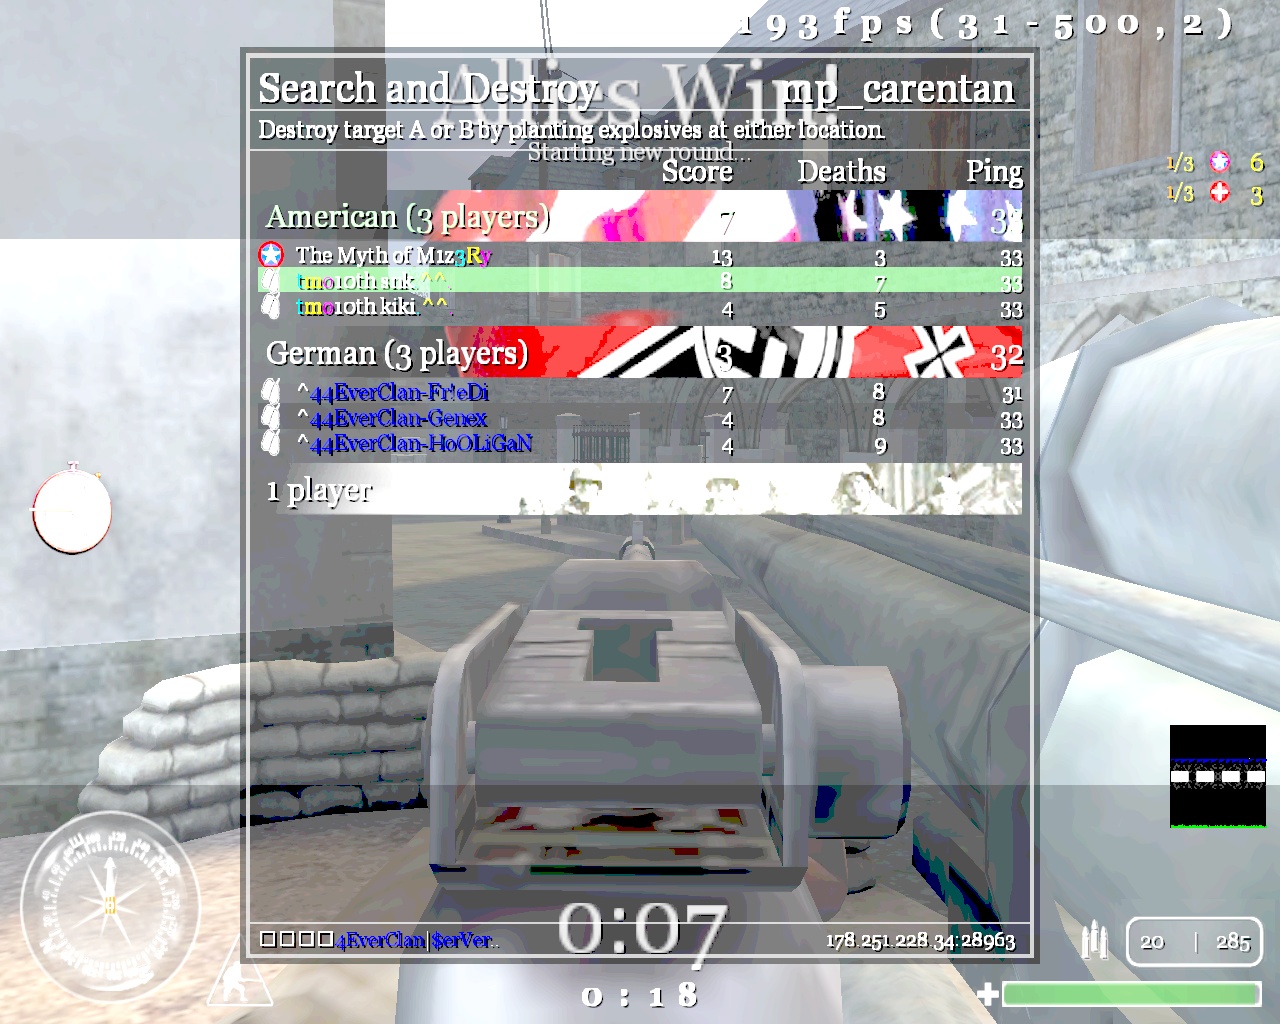 193fps(31-500,2)
Allies Win!
Search and Destroy mp_carentan
Destroy target A or B by planting explosives at either location.
Starting new round...
Score Deaths Ping
1/3 6
1/3 3
American (3 players) 7 33
The Myth of M1z3Ry 13 3 33
tmo10th suk ^^. 8 7 33
tmo10th kiki ^^. 4 5 33
German (3 players) 3 32
^44EverClan-Fr!eDi 7 8 31
^44EverClan-Genex 4 8 33
^44EverClan-HoOLiGaN 4 9 33
1 player
0:07
4EverClan|$erVer.. 178.251.228.34:28963
20 | 285
0:18